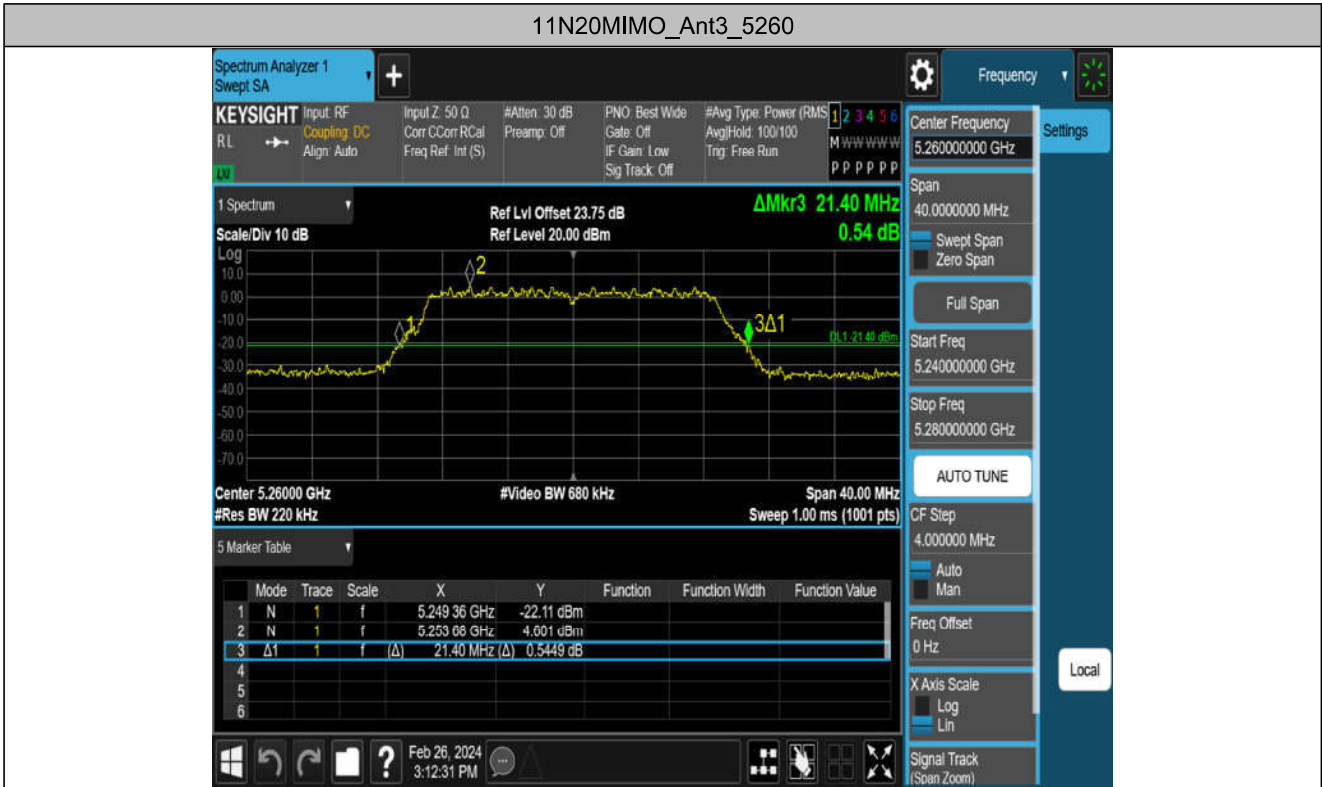 11N20MIMO_Ant3_5260
Spectrum Analyzer 1
Swept SA
+
Frequency
KEYSIGHT
RL
Input: RF
Coupling: DC
Align: Auto
Input Z: 50 Ω
Corr CCorr RCal
Freq Ref: Int (S)
#Atten: 30 dB
Preamp: Off
PNO: Best Wide
Gate: Off
IF Gain: Low
Sig Track: Off
#Avg Type: Power (RMS
Avg|Hold: 100/100
Trig: Free Run
1 2 3 4 5 6
M W W W W W
P P P P P P
1 Spectrum
Scale/Div 10 dB
Ref Lvl Offset 23.75 dB
Ref Level 20.00 dBm
ΔMkr3 21.40 MHz
0.54 dB
Log
10.0
0.00
-10.0
-20.0
-30.0
-40.0
-50.0
-60.0
-70.0
2
1
3Δ1
DL1 -21.40 dBm
Center 5.26000 GHz
#Res BW 220 kHz
#Video BW 680 kHz
Span 40.00 MHz
Sweep 1.00 ms (1001 pts)
5 Marker Table
Mode Trace Scale X Y Function Function Width Function Value
1 N 1 f 5.249 36 GHz -22.11 dBm
2 N 1 f 5.253 68 GHz 4.601 dBm
3 Δ1 1 f (Δ) 21.40 MHz (Δ) 0.5449 dB
4
5
6
Feb 26, 2024
3:12:31 PM
Center Frequency
5.260000000 GHz
Settings
Span
40.0000000 MHz
Swept Span
Zero Span
Full Span
Start Freq
5.240000000 GHz
Stop Freq
5.280000000 GHz
AUTO TUNE
CF Step
4.000000 MHz
Auto
Man
Freq Offset
0 Hz
X Axis Scale
Log
Lin
Local
Signal Track
(Span Zoom)